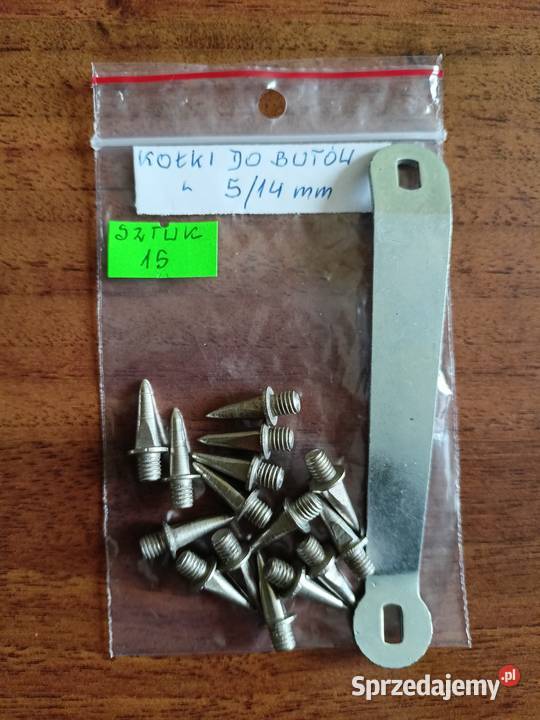 KOŁKI DO BUTÓW
5/14 mm
SZTUK
15
Sprzedajemy.pl